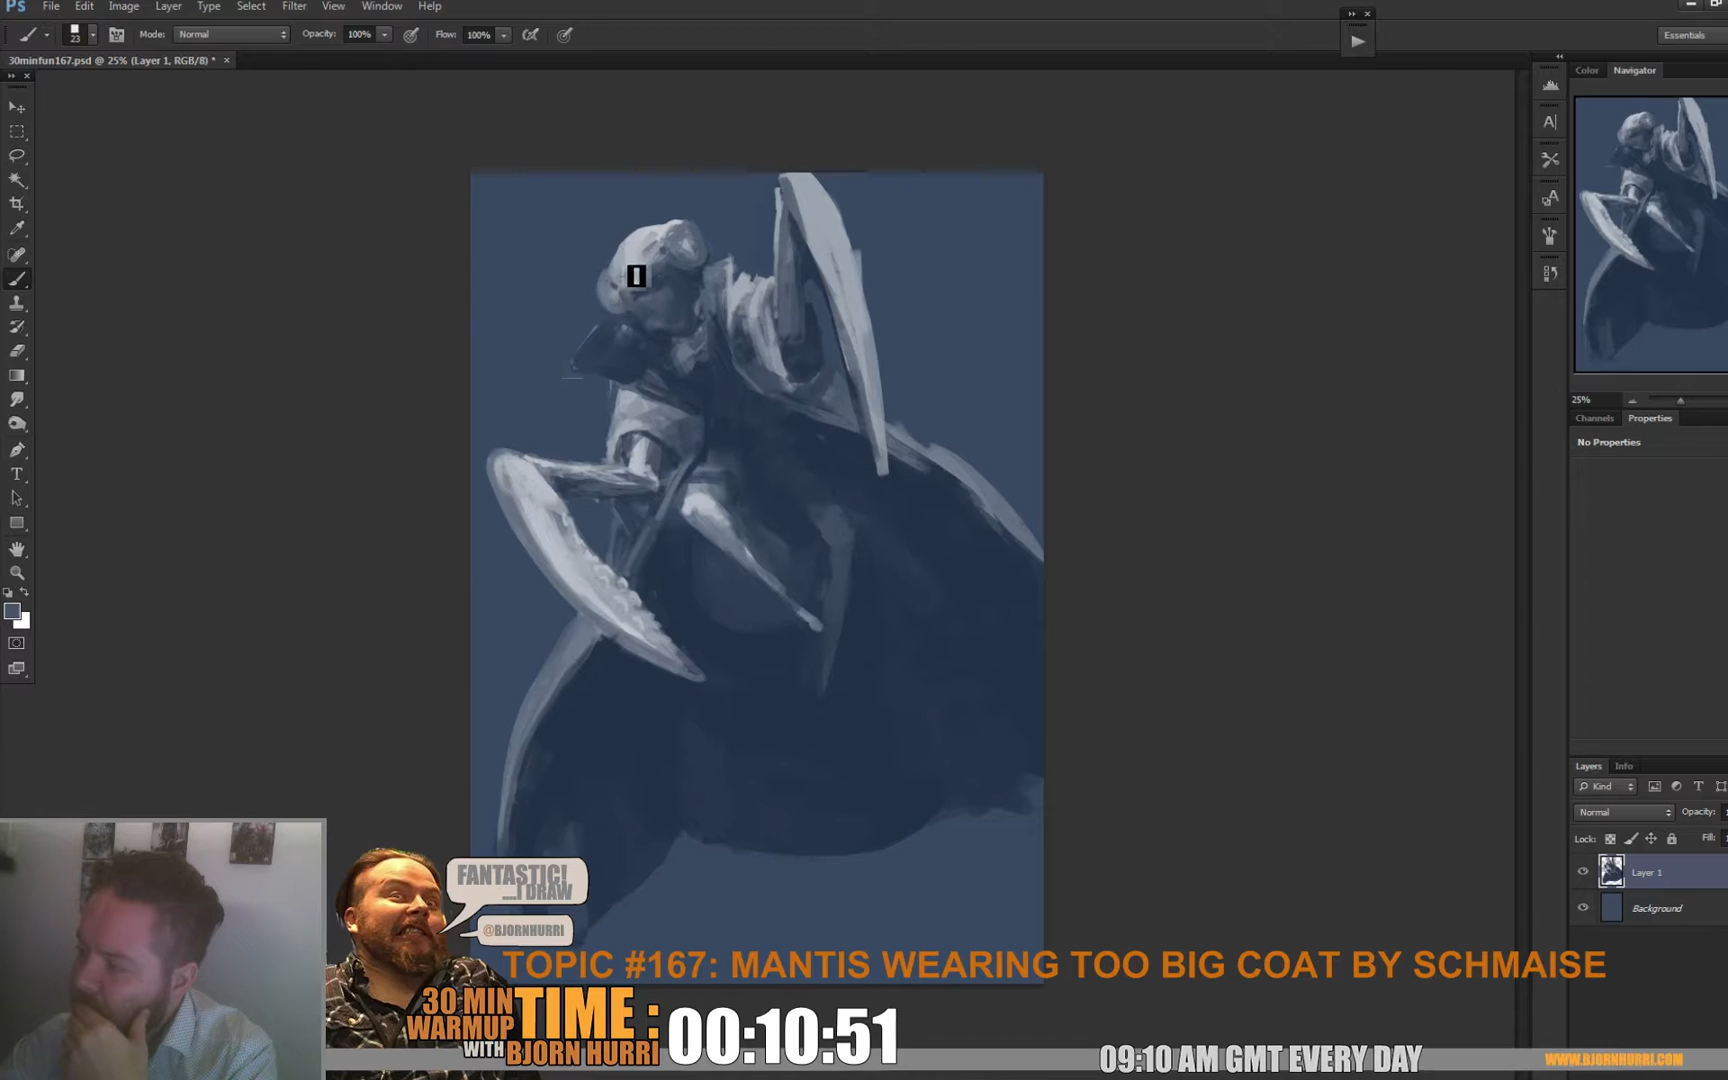 Ps File Edit Image Layer Type Select Filter View Window Help
23 Mode: Normal Opacity: 100% Flow: 100% Essentials
30minfun167.psd @ 25% (Layer 1, RGB/8) * ×
Color Navigator
25%
Channels Properties
No Properties
Layers Info
Kind
Normal Opacity: 1
Lock: Fill:
Layer 1
Background
FANTASTIC!
....I DRAW
@BJORNHURRI
TOPIC #167: MANTIS WEARING TOO BIG COAT BY SCHMAISE
30 MIN
WARMUP
WITH
TIME :
BJORN HURRI
00:10:51
09:10 AM GMT EVERY DAY
WWW.BJORNHURRI.COM